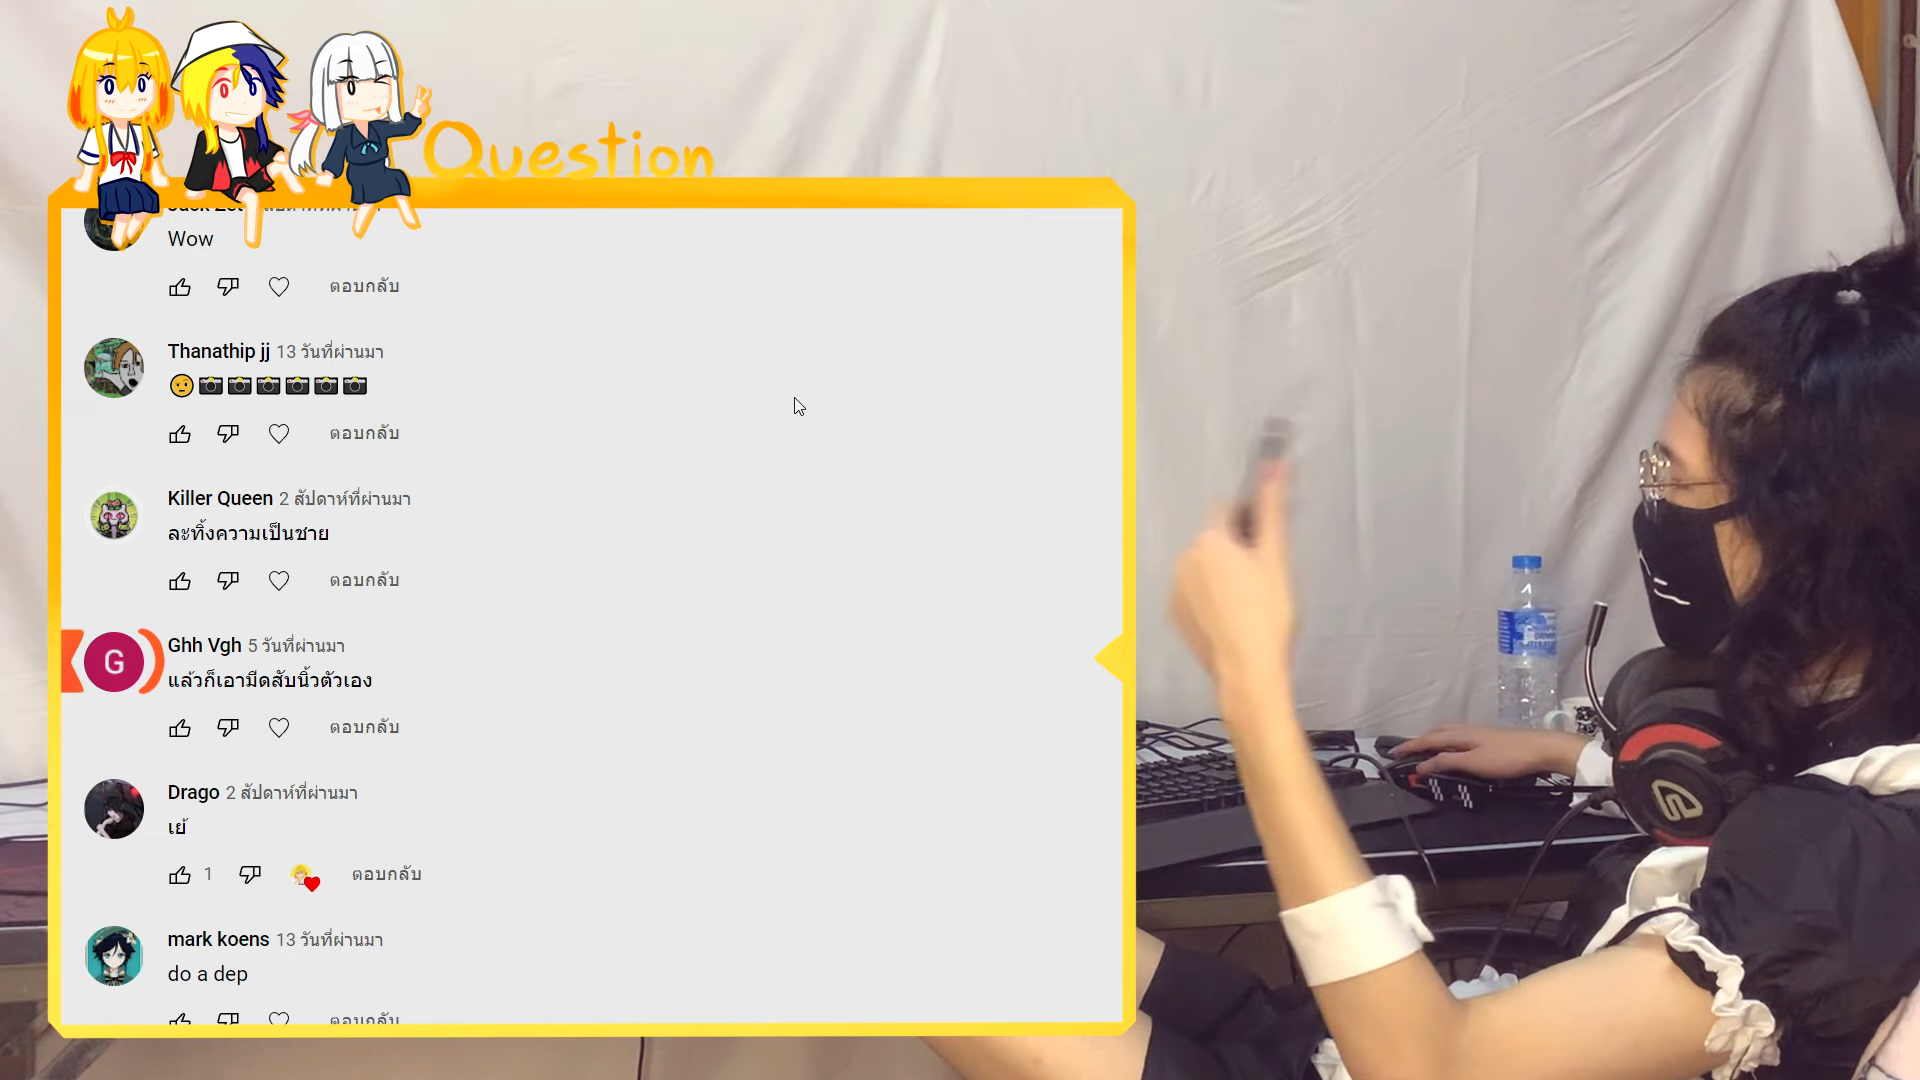 Question
Wow
ตอบกลับ
Thanathip jj 13 วันที่ผ่านมา
ตอบกลับ
Killer Queen 2 สัปดาห์ที่ผ่านมา
ละทิ้งความเป็นชาย
ตอบกลับ
G
Ghh Vgh 5 วันที่ผ่านมา
แล้วก็เอามีดสับนิ้วตัวเอง
ตอบกลับ
Drago 2 สัปดาห์ที่ผ่านมา
เย้
1
ตอบกลับ
mark koens 13 วันที่ผ่านมา
do a dep
ตอบกลับ